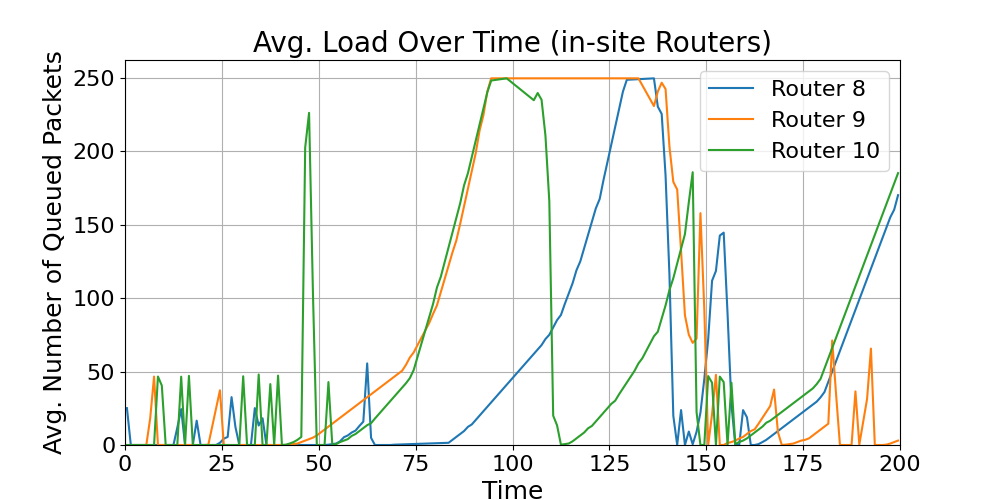 Avg. Load Over Time (in-site Routers)
Avg. Number of Queued Packets
250
200
150
100
50
0
Router 8
Router 9
Router 10
0 25 50 75 100 125 150 175 200
Time